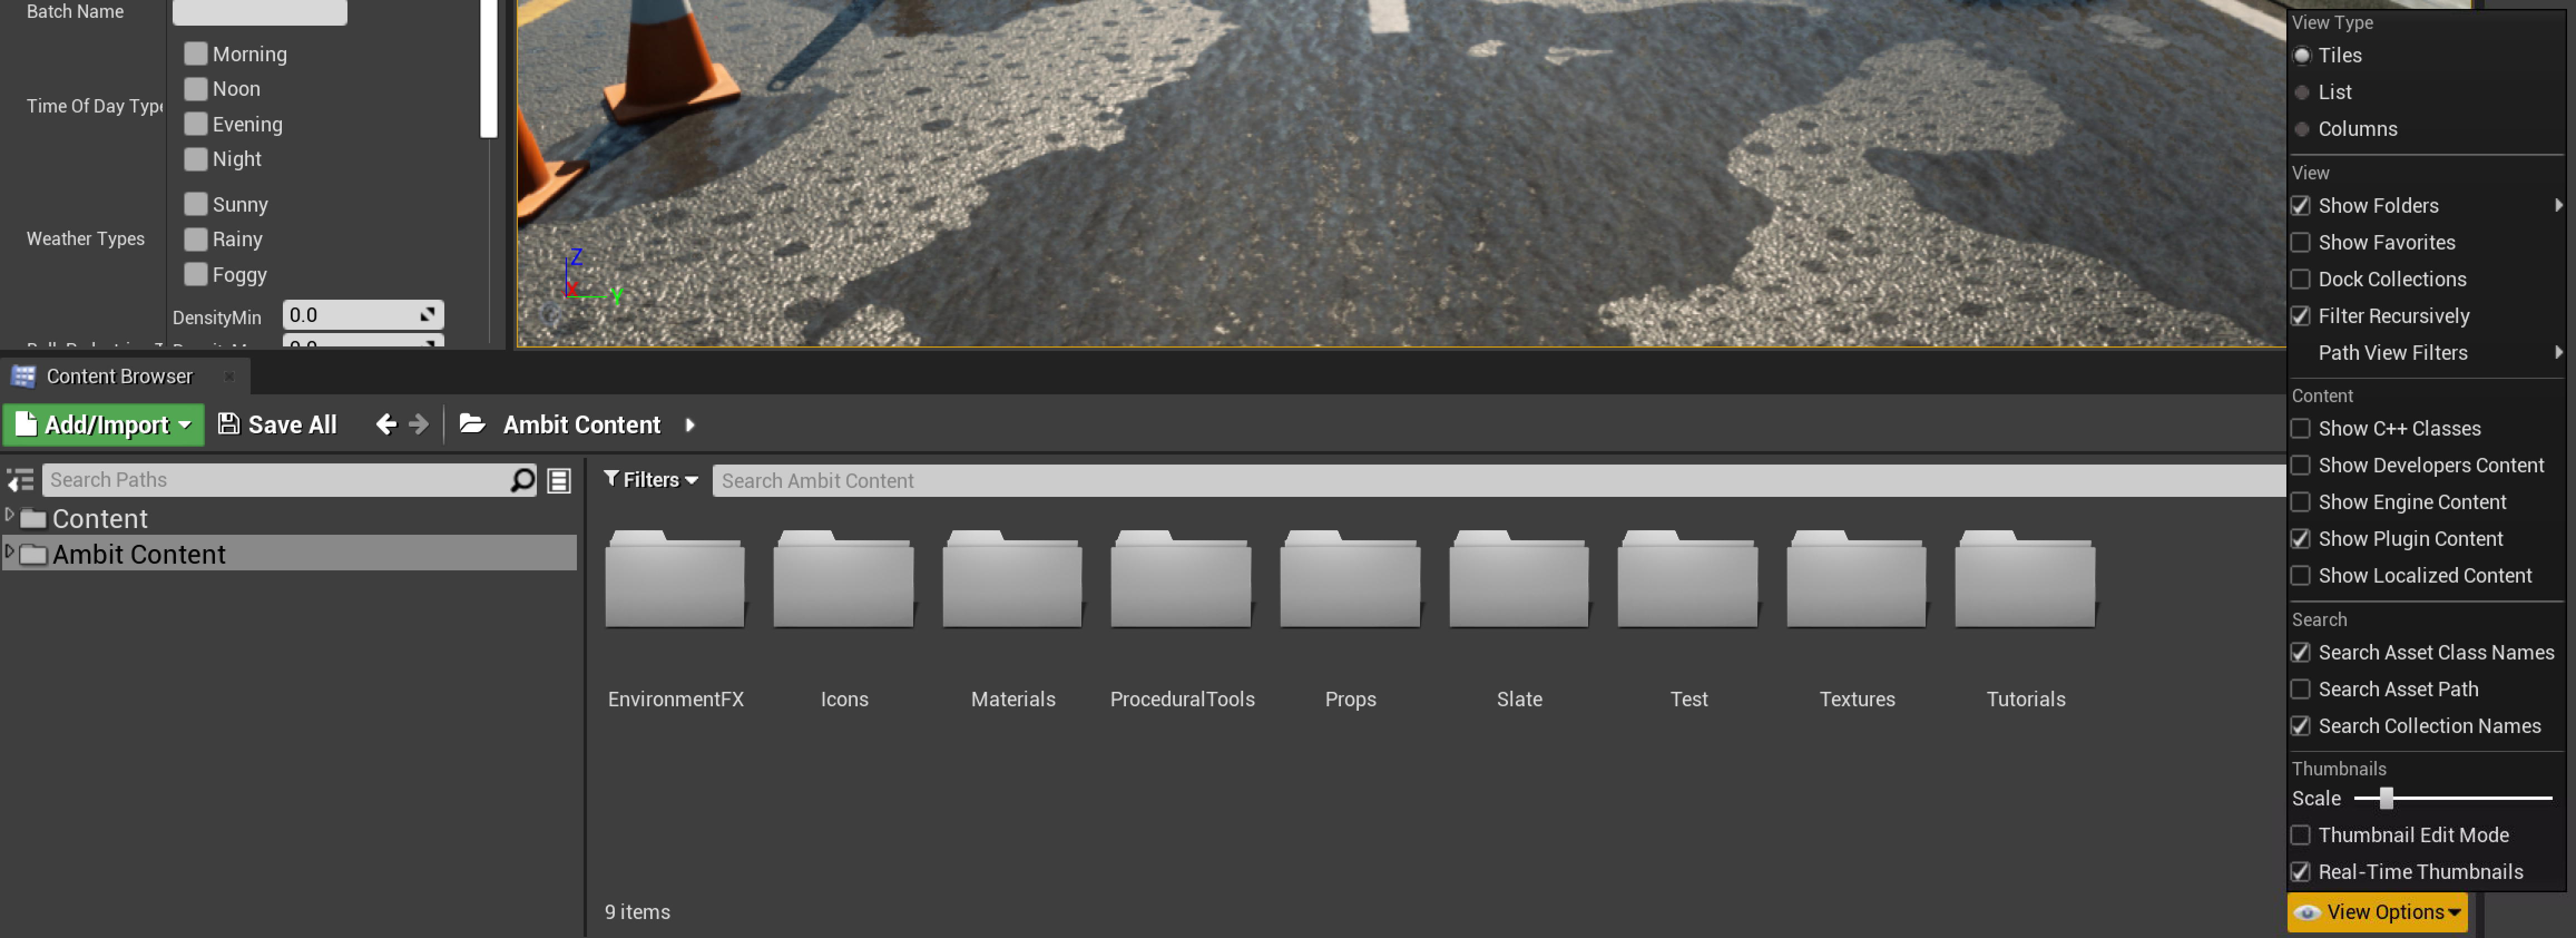 Batch Name
Morning
Noon
Time Of Day Type
Evening
Night
Sunny
Weather Types
Rainy
Foggy
DensityMin
0.0
Z
X
Y
Content Browser
Add/Import
Save All
Ambit Content
Search Paths
Content
Ambit Content
Filters
Search Ambit Content
EnvironmentFX
Icons
Materials
ProceduralTools
Props
Slate
Test
Textures
Tutorials
9 items
View Type
Tiles
List
Columns
View
Show Folders
Show Favorites
Dock Collections
Filter Recursively
Path View Filters
Content
Show C++ Classes
Show Developers Content
Show Engine Content
Show Plugin Content
Show Localized Content
Search
Search Asset Class Names
Search Asset Path
Search Collection Names
Thumbnails
Scale
Thumbnail Edit Mode
Real-Time Thumbnails
View Options